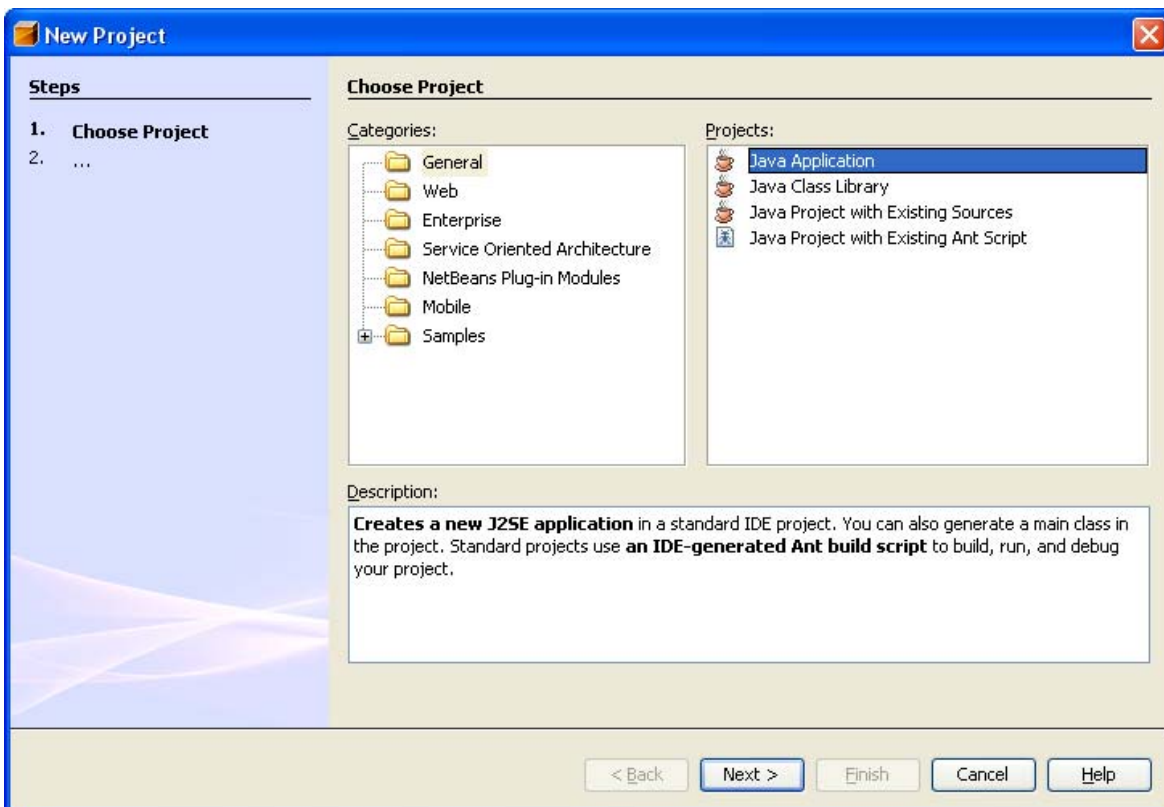 New Project
Steps
1. Choose Project
2. ...
Choose Project
Categories:
General
Web
Enterprise
Service Oriented Architecture
NetBeans Plug-in Modules
Mobile
Samples
Projects:
Java Application
Java Class Library
Java Project with Existing Sources
Java Project with Existing Ant Script
Description:
Creates a new J2SE application in a standard IDE project. You can also generate a main class in
the project. Standard projects use an IDE-generated Ant build script to build, run, and debug
your project.
< Back
Next >
Finish
Cancel
Help